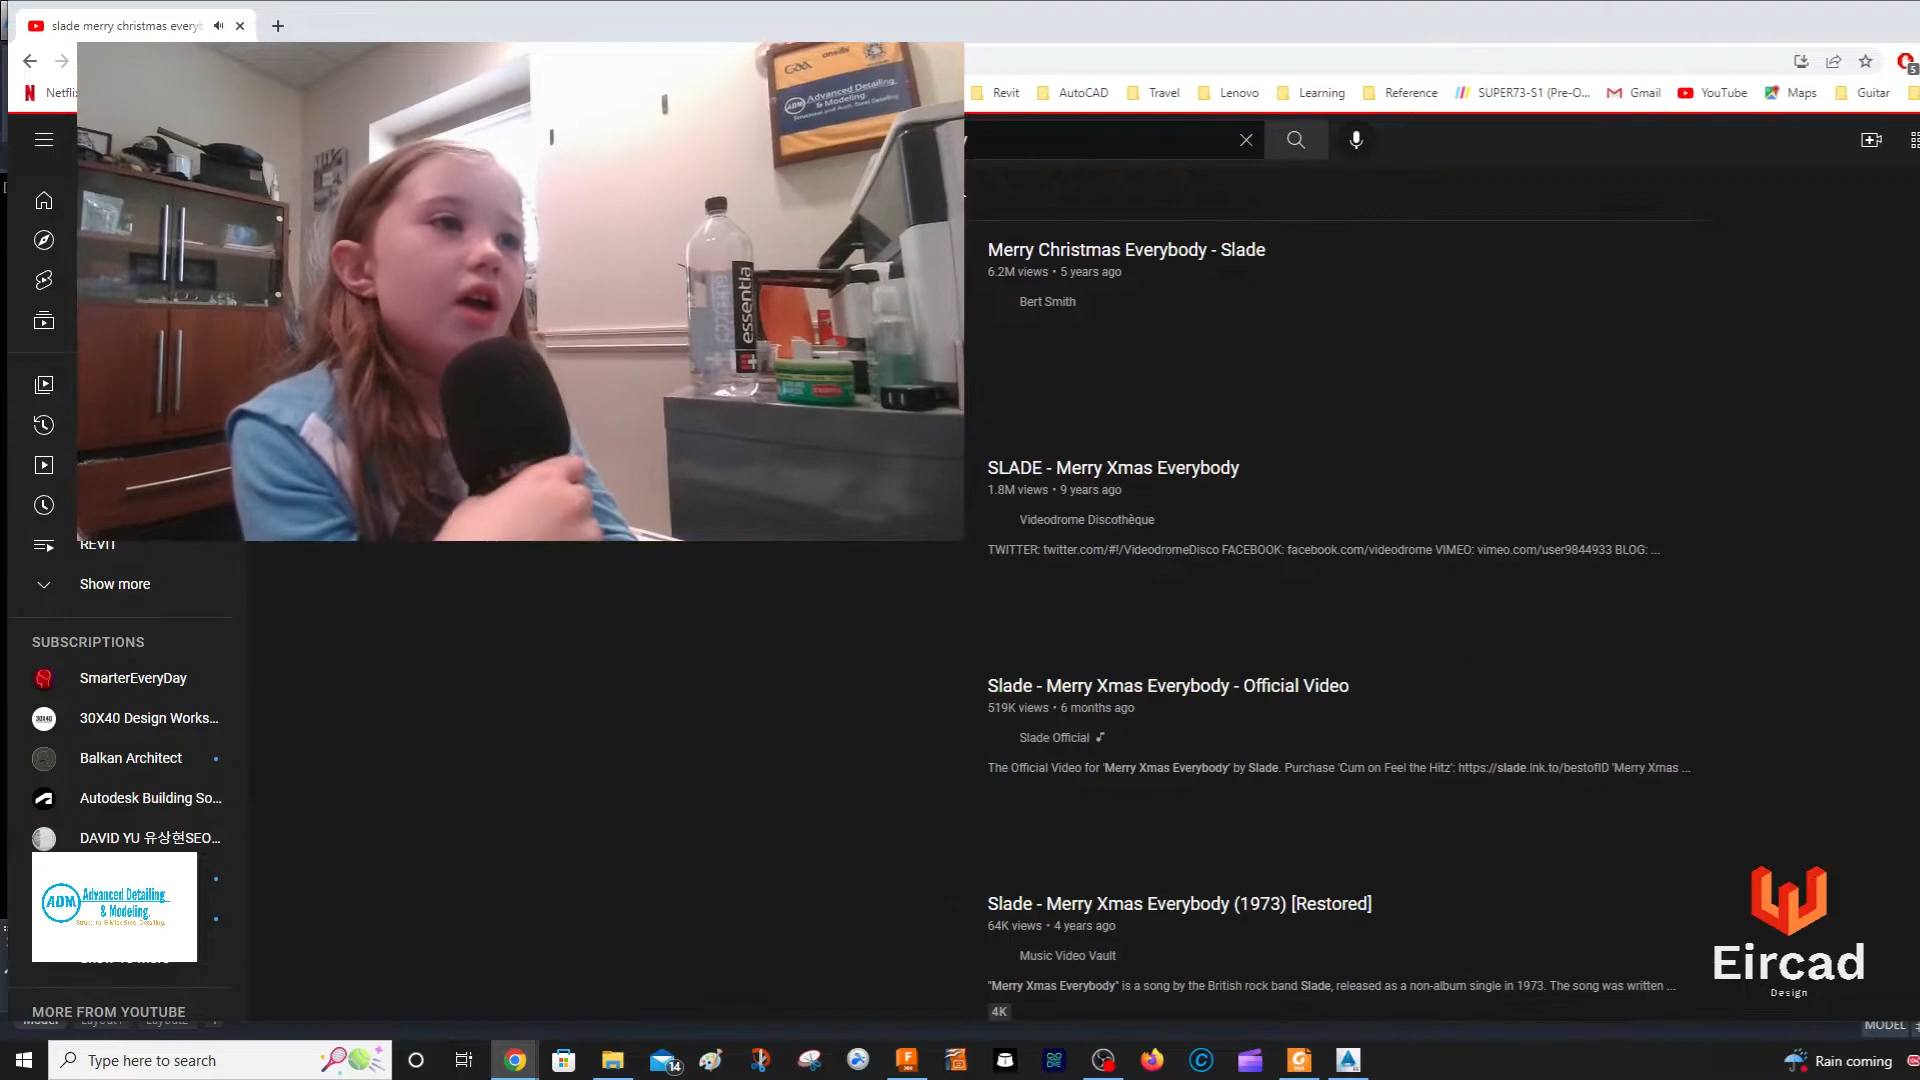 slade merry christmas everyb
Netfli
Revit
AutoCAD
Travel
Lenovo
Learning
Reference
SUPER73-S1 (Pre-O...
Gmail
YouTube
Maps
Guitar
5
GAA
Advanced Detailing
& Modeling
ADM
essentia
Merry Christmas Everybody - Slade
6.2M views • 5 years ago
Bert Smith
SLADE - Merry Xmas Everybody
1.8M views • 9 years ago
Videodrome Discothèque
TWITTER: twitter.com/#!/VideodromeDisco FACEBOOK: facebook.com/videodrome VIMEO: vimeo.com/user9844933 BLOG: ...
Slade - Merry Xmas Everybody - Official Video
519K views • 6 months ago
Slade Official
The Official Video for 'Merry Xmas Everybody' by Slade. Purchase 'Cum on Feel the Hitz': https://slade.lnk.to/bestofID 'Merry Xmas ...
Slade - Merry Xmas Everybody (1973) [Restored]
64K views • 4 years ago
Music Video Vault
"Merry Xmas Everybody" is a song by the British rock band Slade, released as a non-album single in 1973. The song was written ...
4K
REVIT
Show more
SUBSCRIPTIONS
SmarterEveryDay
30X40 Design Works...
Balkan Architect
Autodesk Building So...
DAVID YU 유상현SEO...
ADM
Advanced Detailing
& Modeling.
MORE FROM YOUTUBE
Eircad
Design
MODEL
Type here to search
14
Rain coming